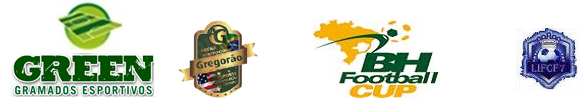 GREEN
GRAMADOS ESPORTIVOS
G
Gregorão
BH
Football
CUP
LIFCF7